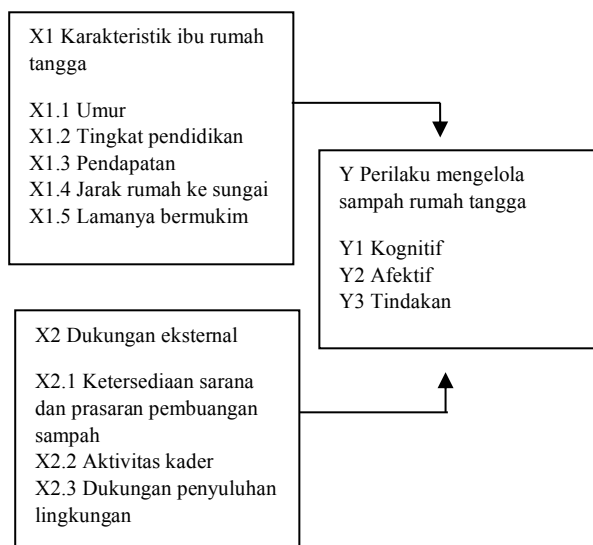 X1 Karakteristik ibu rumah
tangga
X1.1 Umur
X1.2 Tingkat pendidikan
X1.3 Pendapatan
X1.4 Jarak rumah ke sungai
X1.5 Lamanya bermukim
Y Perilaku mengelola
sampah rumah tangga
Y1 Kognitif
Y2 Afektif
Y3 Tindakan
X2 Dukungan eksternal
X2.1 Ketersediaan sarana
dan prasaran pembuangan
sampah
X2.2 Aktivitas kader
X2.3 Dukungan penyuluhan
lingkungan